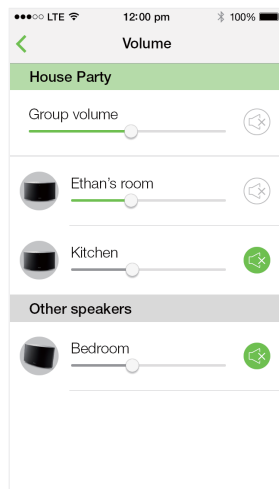 LTE 12:00 pm 100%
Volume
House Party
Group volume
Ethan's room
Kitchen
Other speakers
Bedroom